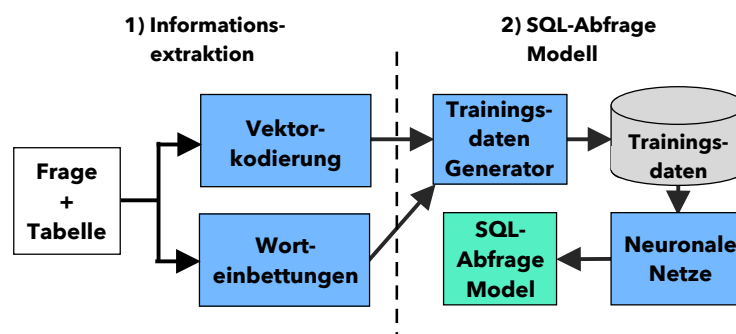 1) Informations-
extraktion
2) SQL-Abfrage
Modell
Frage
+
Tabelle
Vektor-
kodierung
Wort-
einbettungen
Trainings-
daten
Generator
Trainings-
daten
SQL-
Abfrage
Model
Neuronale
Netze